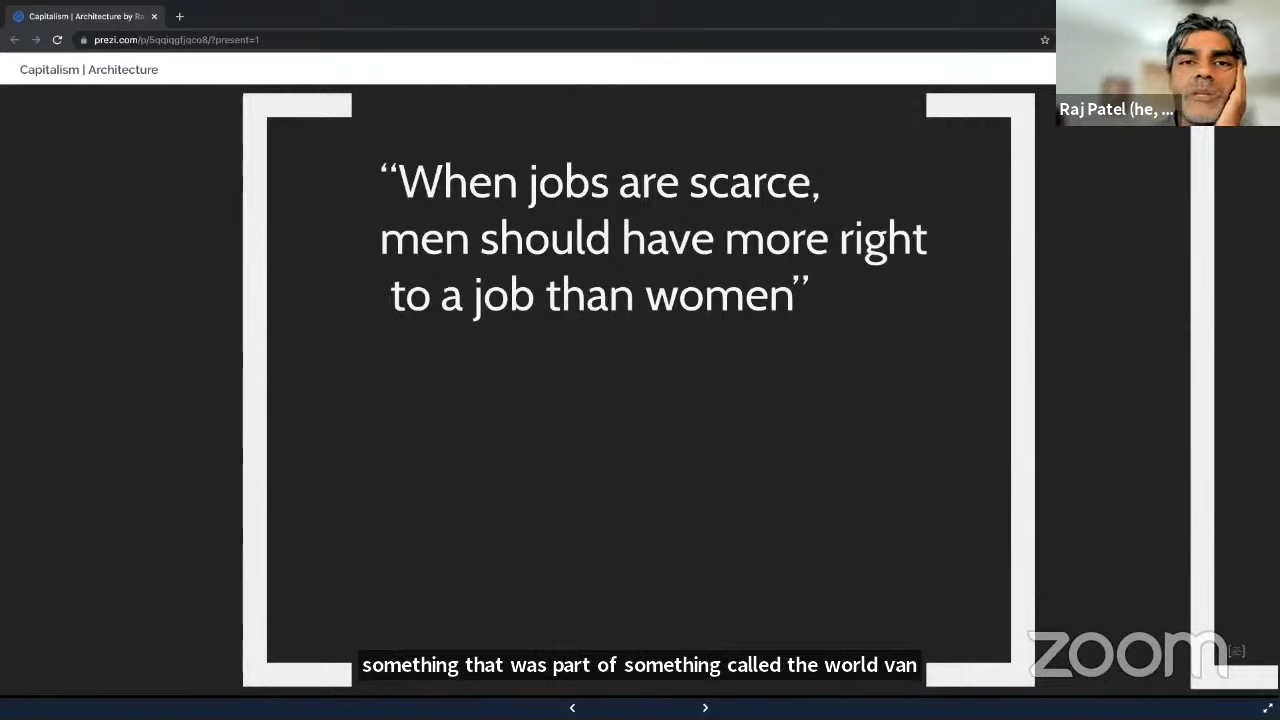 Capitalism | Architecture by Ra
prezi.com/p/5qqiqgfjqco8/?present=1
Capitalism | Architecture
Raj Patel (he, ...
“When jobs are scarce,
men should have more right
to a job than women”
something that was part of something called the world van
zoom